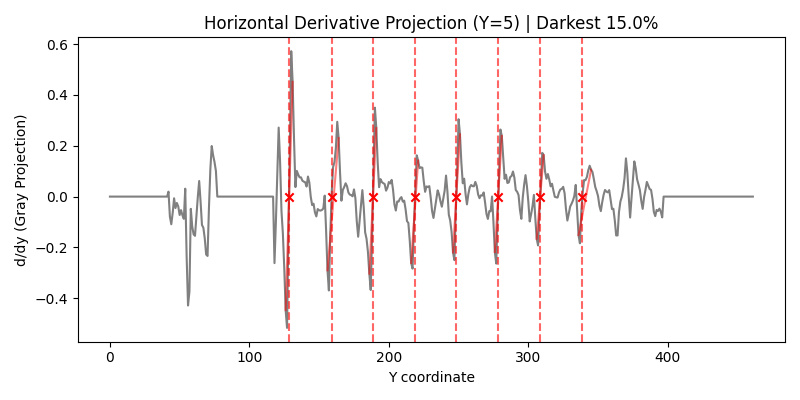 Horizontal Derivative Projection (Y=5) | Darkest 15.0%
d/dy (Gray Projection)
0.6
0.4
0.2
0.0
−0.2
−0.4
0 100 200 300 400
Y coordinate